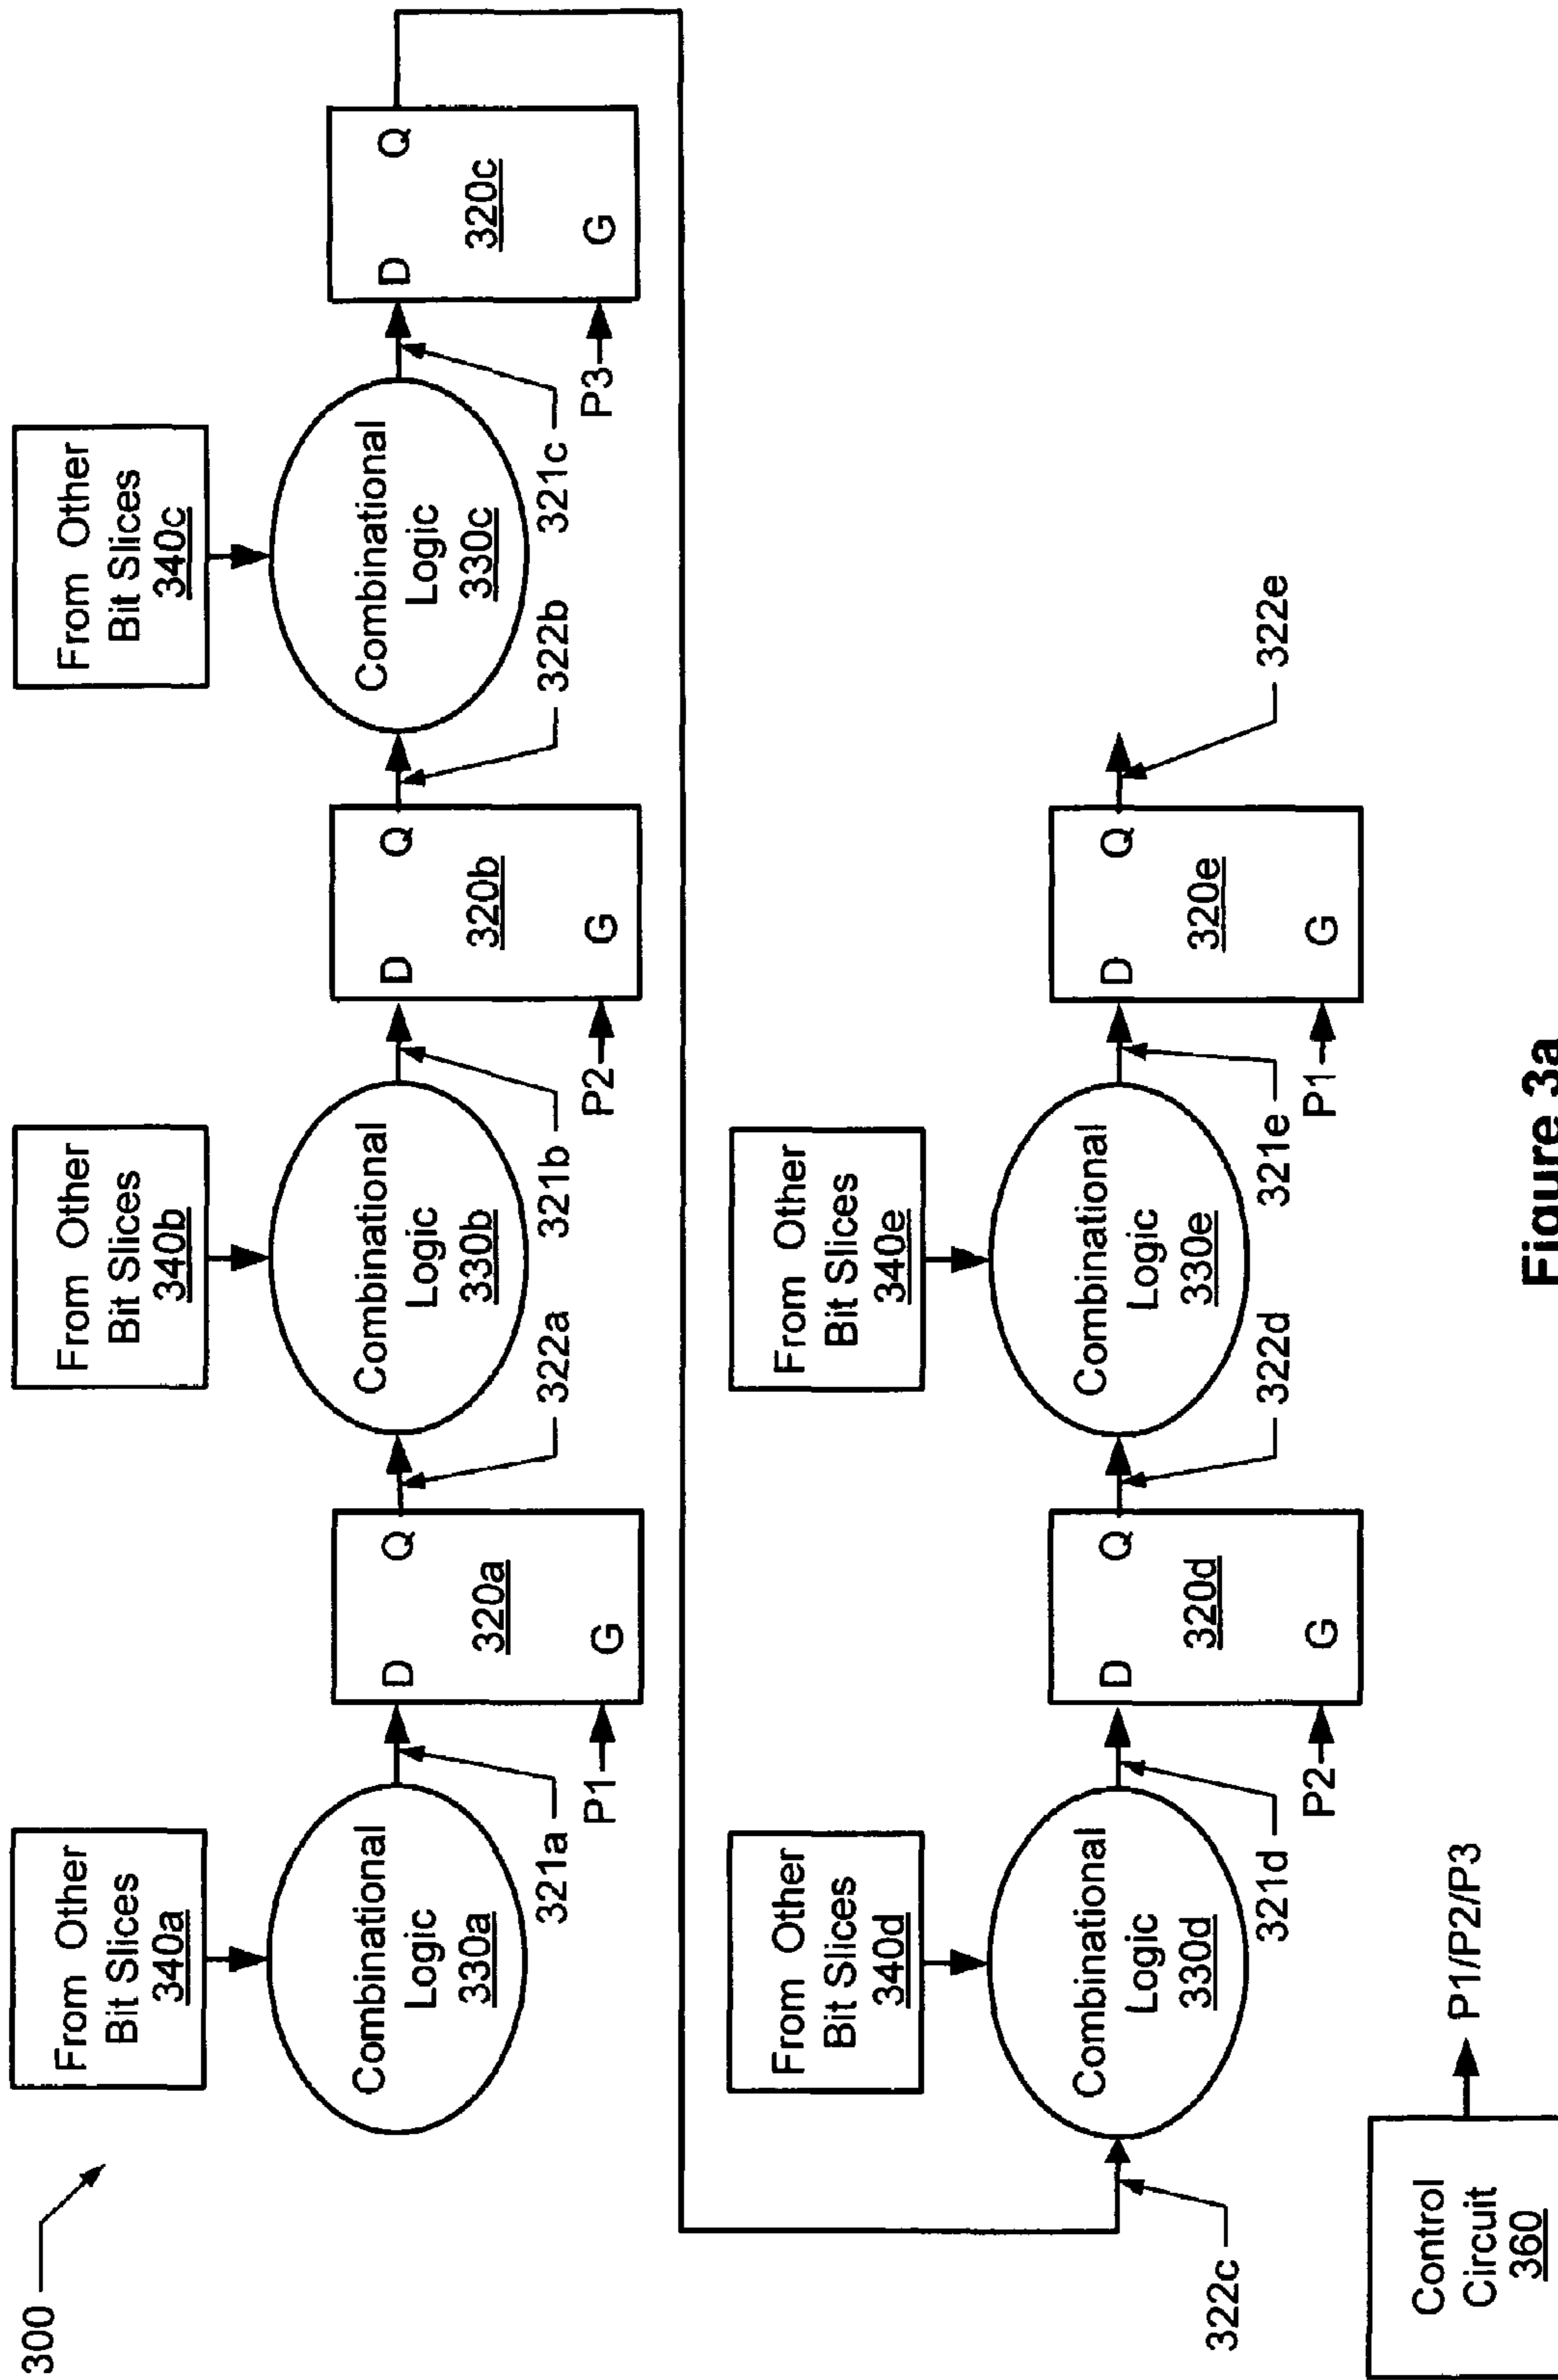 300
From Other
Bit Slices
340a
Combinational
Logic
330a
321a
P1
D
Q
320a
G
322a
From Other
Bit Slices
340b
Combinational
Logic
330b
321b
P2
D
Q
320b
G
322b
From Other
Bit Slices
340c
Combinational
Logic
330c
321c
P3
D
Q
320c
G
322c
From Other
Bit Slices
340d
Combinational
Logic
330d
321d
P2
D
Q
320d
G
322d
From Other
Bit Slices
340e
Combinational
Logic
330e
321e
P1
D
Q
320e
G
322e
Control
Circuit
360
P1/P2/P3
Figure 3a